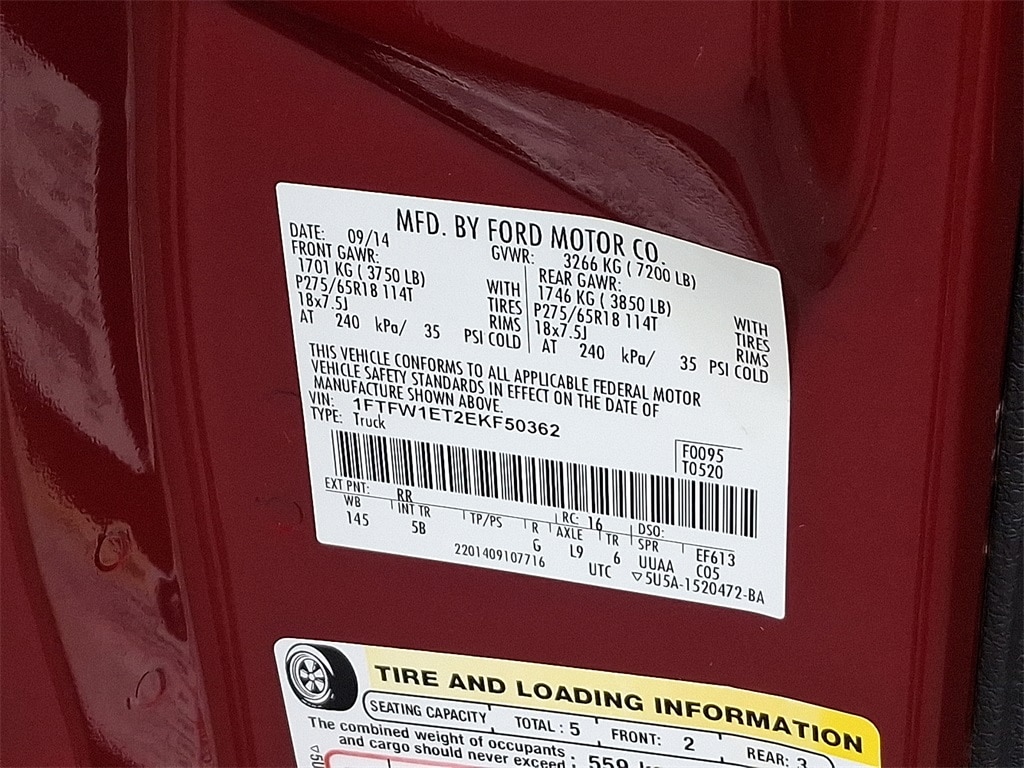 MFD. BY FORD MOTOR CO.
DATE: 09/14 GVWR: 3266 KG ( 7200 LB)
FRONT GAWR: REAR GAWR:
1701 KG ( 3750 LB) WITH 1746 KG ( 3850 LB) WITH
P275/65R18 114T TIRES P275/65R18 114T TIRES
18x7.5J RIMS 18x7.5J RIMS
AT 240 kPa/ 35 PSI COLD AT 240 kPa/ 35 PSI COLD
THIS VEHICLE CONFORMS TO ALL APPLICABLE FEDERAL MOTOR
VEHICLE SAFETY STANDARDS IN EFFECT ON THE DATE OF
MANUFACTURE SHOWN ABOVE.
VIN: 1FTFW1ET2EKF50362
TYPE: Truck
F0095
T0520
EXT PNT: RR RC: 16 DSO:
WB INT TR TP/PS R AXLE TR SPR EF613
145 5B G L9 6 UUAA C05
2201409107716 UTC ▽5U5A-1520472-BA
TIRE AND LOADING INFORMATION
SEATING CAPACITY TOTAL : 5 FRONT: 2 REAR: 3
The combined weight of occupants
and cargo should never exceed : 559